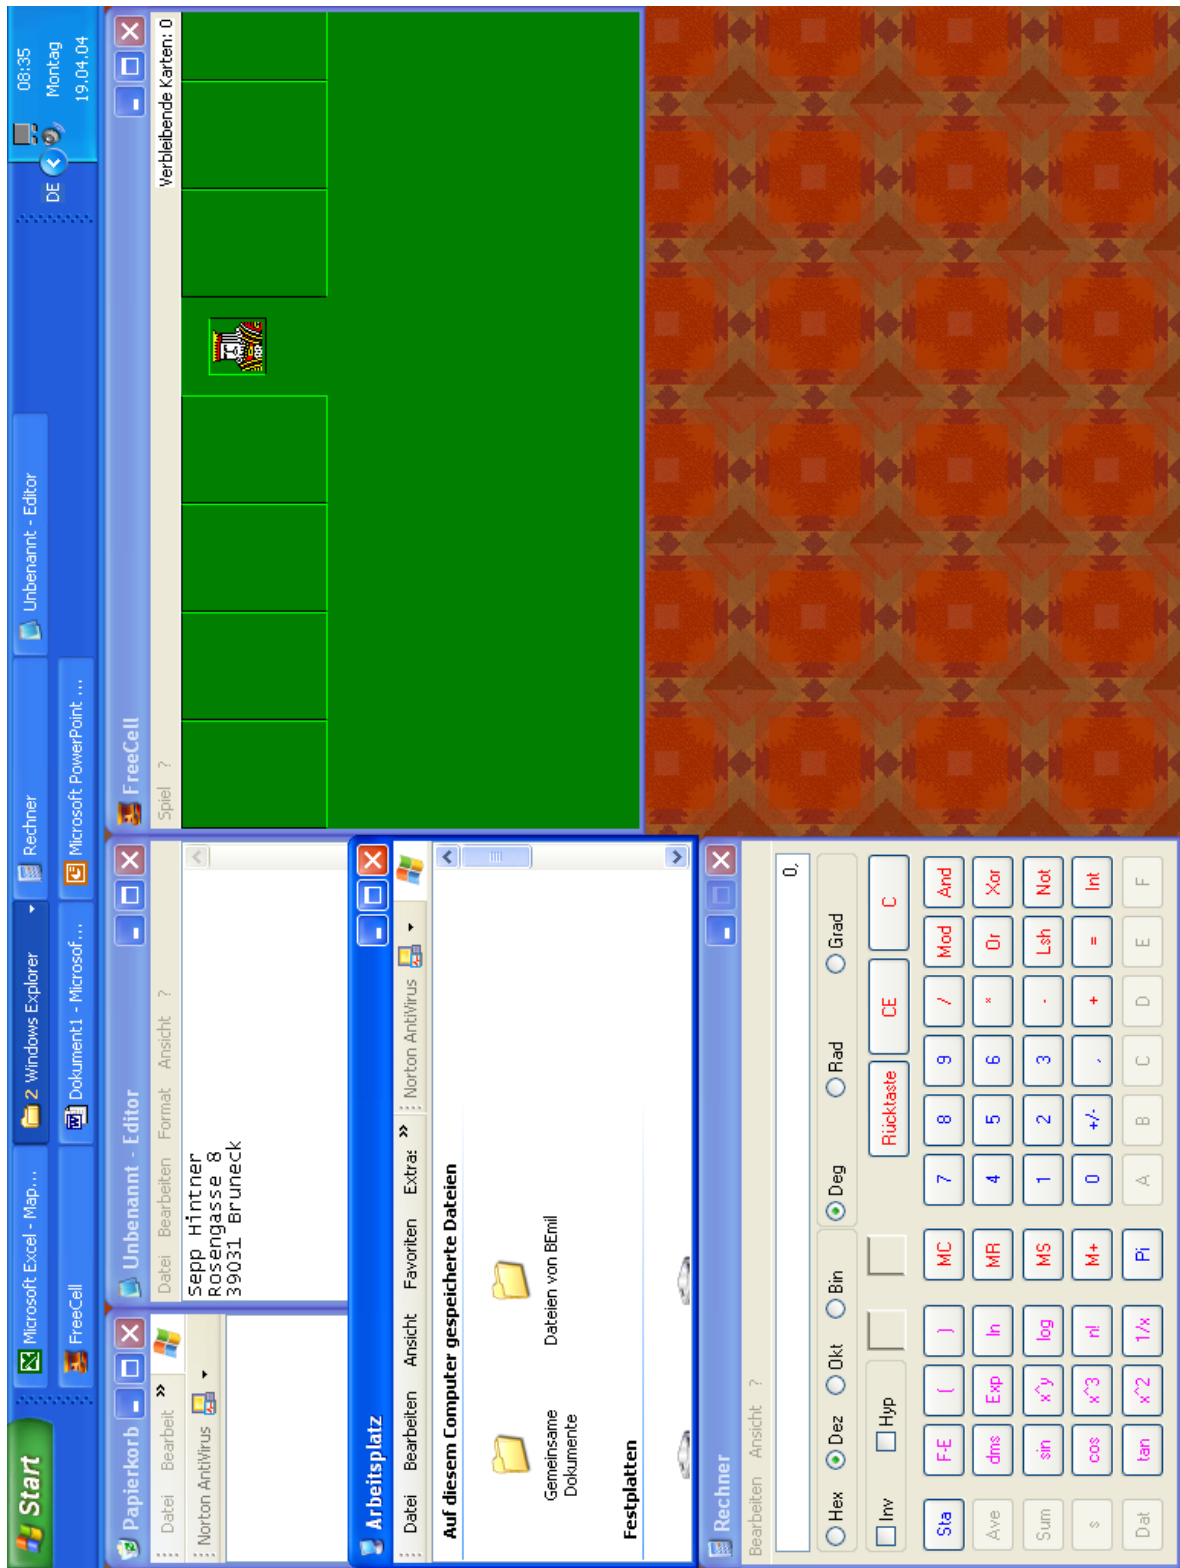 Start
Microsoft Excel - Map...
2 Windows Explorer
Rechner
Unbenannt - Editor
FreeCell
Dokument1 - Microsof...
Microsoft PowerPoint ...
DE
08:35
Montag
19.04.04
Papierkorb
Datei Bearbeit »
Norton AntiVirus
Unbenannt - Editor
Datei Bearbeiten Format Ansicht ?
Sepp Hintner
Rosengasse 8
39031 Bruneck
FreeCell
Spiel ? Verbleibende Karten: 0
Arbeitsplatz
Datei Bearbeiten Ansicht Favoriten Extra: » Norton AntiVirus
Auf diesem Computer gespeicherte Dateien
Gemeinsame
Dokumente
Dateien von BEmil
Festplatten
Rechner
Bearbeiten Ansicht ?
0,
Hex Dez Okt Bin Deg Rad Grad
Inv Hyp Rücktaste CE C
Sta F-E ( ) MC 7 8 9 / Mod And
Ave dms Exp ln MR 4 5 6 * Or Xor
Sum sin x^y log MS 1 2 3 - Lsh Not
s cos x^3 n! M+ 0 +/- , + = Int
Dat tan x^2 1/x Pi A B C D E F